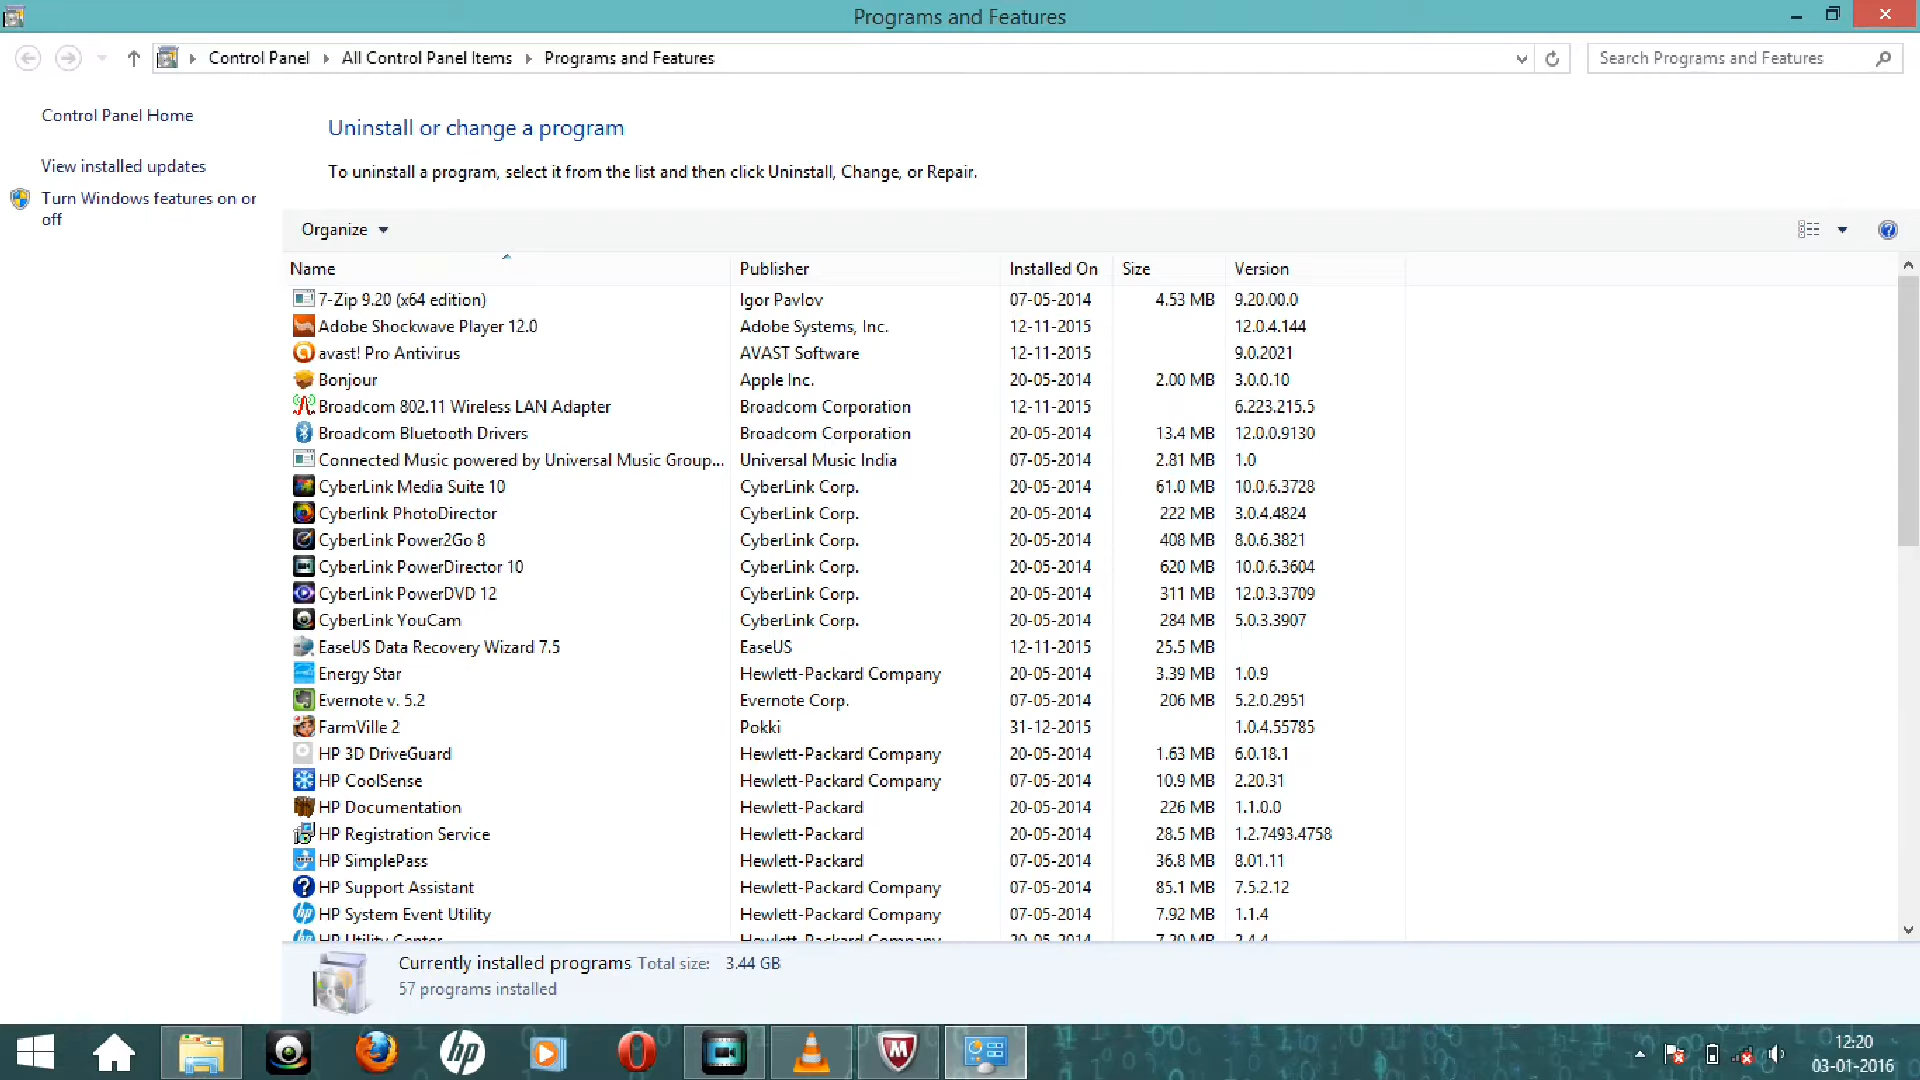 Programs and Features
Control Panel All Control Panel Items Programs and Features
Search Programs and Features
Control Panel Home
View installed updates
Turn Windows features on or
off
Uninstall or change a program
To uninstall a program, select it from the list and then click Uninstall, Change, or Repair.
Organize
Name Publisher Installed On Size Version
7-Zip 9.20 (x64 edition) Igor Pavlov 07-05-2014 4.53 MB 9.20.00.0
Adobe Shockwave Player 12.0 Adobe Systems, Inc. 12-11-2015 12.0.4.144
avast! Pro Antivirus AVAST Software 12-11-2015 9.0.2021
Bonjour Apple Inc. 20-05-2014 2.00 MB 3.0.0.10
Broadcom 802.11 Wireless LAN Adapter Broadcom Corporation 12-11-2015 6.223.215.5
Broadcom Bluetooth Drivers Broadcom Corporation 20-05-2014 13.4 MB 12.0.0.9130
Connected Music powered by Universal Music Group... Universal Music India 07-05-2014 2.81 MB 1.0
CyberLink Media Suite 10 CyberLink Corp. 20-05-2014 61.0 MB 10.0.6.3728
Cyberlink PhotoDirector CyberLink Corp. 20-05-2014 222 MB 3.0.4.4824
CyberLink Power2Go 8 CyberLink Corp. 20-05-2014 408 MB 8.0.6.3821
CyberLink PowerDirector 10 CyberLink Corp. 20-05-2014 620 MB 10.0.6.3604
CyberLink PowerDVD 12 CyberLink Corp. 20-05-2014 311 MB 12.0.3.3709
CyberLink YouCam CyberLink Corp. 20-05-2014 284 MB 5.0.3.3907
EaseUS Data Recovery Wizard 7.5 EaseUS 12-11-2015 25.5 MB
Energy Star Hewlett-Packard Company 20-05-2014 3.39 MB 1.0.9
Evernote v. 5.2 Evernote Corp. 07-05-2014 206 MB 5.2.0.2951
FarmVille 2 Pokki 31-12-2015 1.0.4.55785
HP 3D DriveGuard Hewlett-Packard Company 20-05-2014 1.63 MB 6.0.18.1
HP CoolSense Hewlett-Packard Company 07-05-2014 10.9 MB 2.20.31
HP Documentation Hewlett-Packard 20-05-2014 226 MB 1.1.0.0
HP Registration Service Hewlett-Packard 20-05-2014 28.5 MB 1.2.7493.4758
HP SimplePass Hewlett-Packard 07-05-2014 36.8 MB 8.01.11
HP Support Assistant Hewlett-Packard Company 07-05-2014 85.1 MB 7.5.2.12
HP System Event Utility Hewlett-Packard Company 07-05-2014 7.92 MB 1.1.4
HP Utility Center Hewlett-Packard Company 20-05-2014 MB
Currently installed programs Total size: 3.44 GB
57 programs installed
hp
12:20
03-01-2016